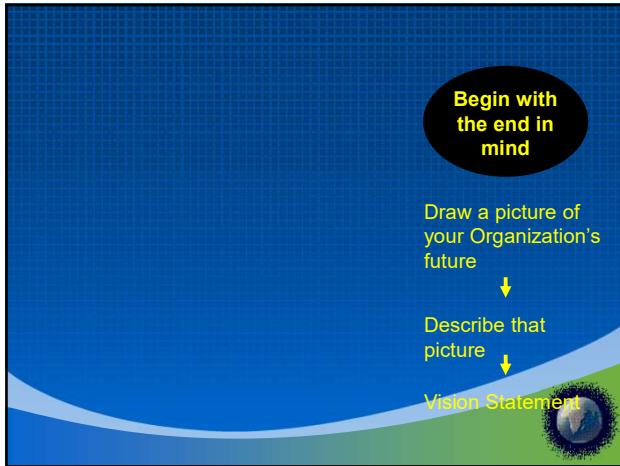 Begin with
the end in
mind
Draw a picture of
your Organization’s
future
Describe that
picture
Vision Statement